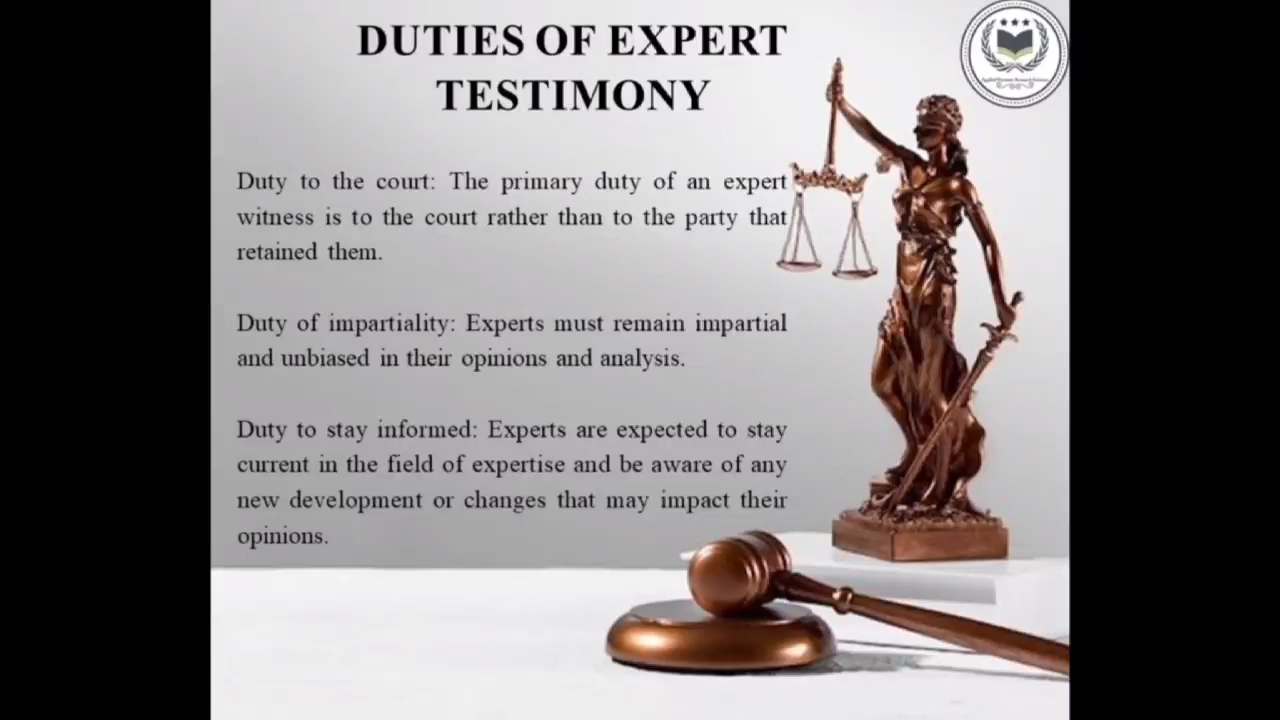 DUTIES OF EXPERT
TESTIMONY
Duty to the court: The primary duty of an expert
witness is to the court rather than to the party that
retained them.
Duty of impartiality: Experts must remain impartial
and unbiased in their opinions and analysis.
Duty to stay informed: Experts are expected to stay
current in the field of expertise and be aware of any
new development or changes that may impact their
opinions.